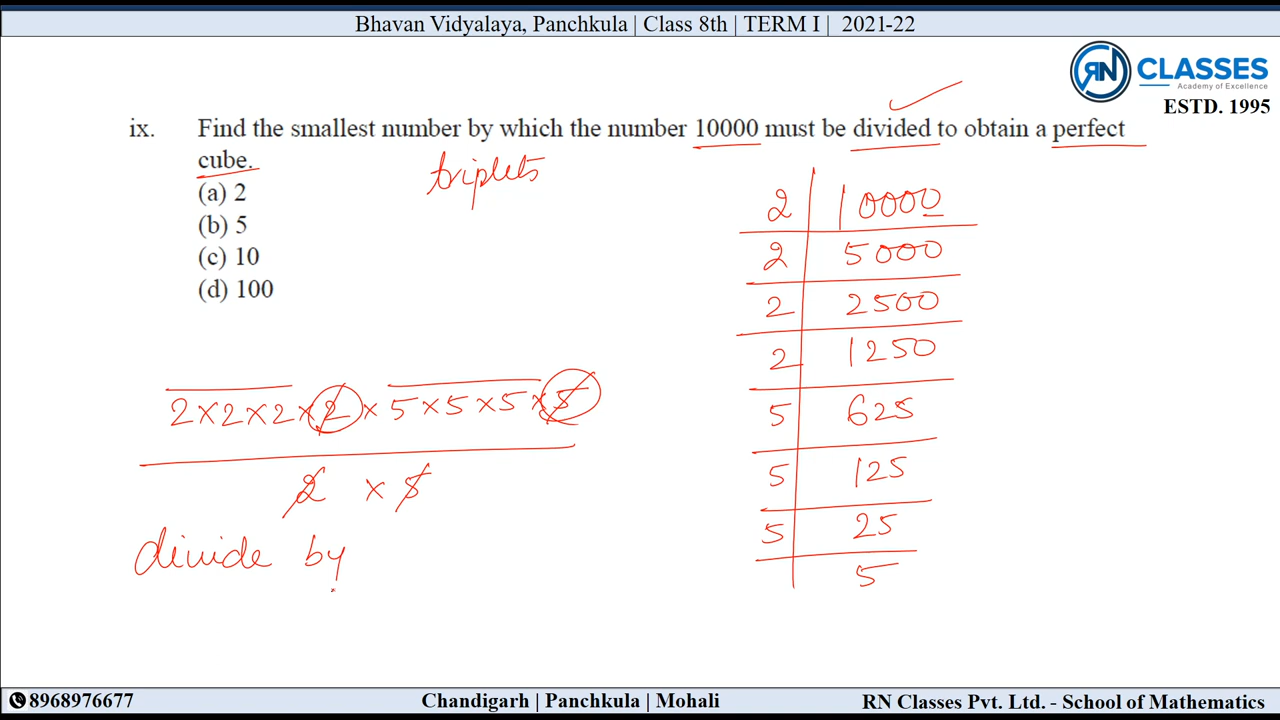 Bhavan Vidyalaya, Panchkula | Class 8th | TERM I | 2021-22
RN CLASSES
Academy of Excellence
ESTD. 1995
ix. Find the smallest number by which the number 10000 must be divided to obtain a perfect
cube.
triplets
(a) 2
(b) 5
(c) 10
(d) 100
2 | 10000
2 | 5000
2 | 2500
2 | 1250
5 | 625
5 | 125
5 | 25
5
2 × 2 × 2 × 2 × 5 × 5 × 5 × 5
2 × 5
divide by
8968976677
Chandigarh | Panchkula | Mohali
RN Classes Pvt. Ltd. - School of Mathematics